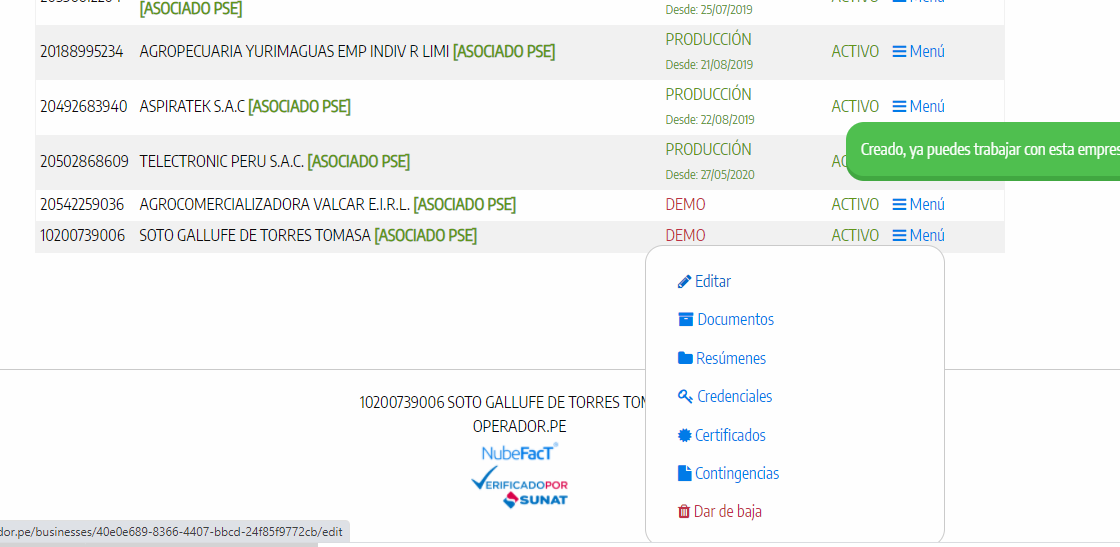 [ASOCIADO PSE]
Desde: 25/07/2019
Menú
20188995234 AGROPECUARIA YURIMAGUAS EMP INDIV R LIMI [ASOCIADO PSE] PRODUCCIÓN ACTIVO Menú
Desde: 21/08/2019
20492683940 ASPIRATEK S.A.C [ASOCIADO PSE] PRODUCCIÓN ACTIVO Menú
Desde: 22/08/2019
Creado, ya puedes trabajar con esta empres
20502868609 TELECTRONIC PERU S.A.C. [ASOCIADO PSE] PRODUCCIÓN AC
Desde: 27/05/2020
20542259036 AGROCOMERCIALIZADORA VALCAR E.I.R.L. [ASOCIADO PSE] DEMO ACTIVO Menú
10200739006 SOTO GALLUFE DE TORRES TOMASA [ASOCIADO PSE] DEMO ACTIVO Menú
Editar
Documentos
Resúmenes
Credenciales
Certificados
Contingencias
Dar de baja
10200739006 SOTO GALLUFE DE TORRES TOM
OPERADOR.PE
NubeFacT
VERIFICADO POR
SUNAT
dor.pe/businesses/40e0e689-8366-4407-bbcd-24f85f9772cb/edit